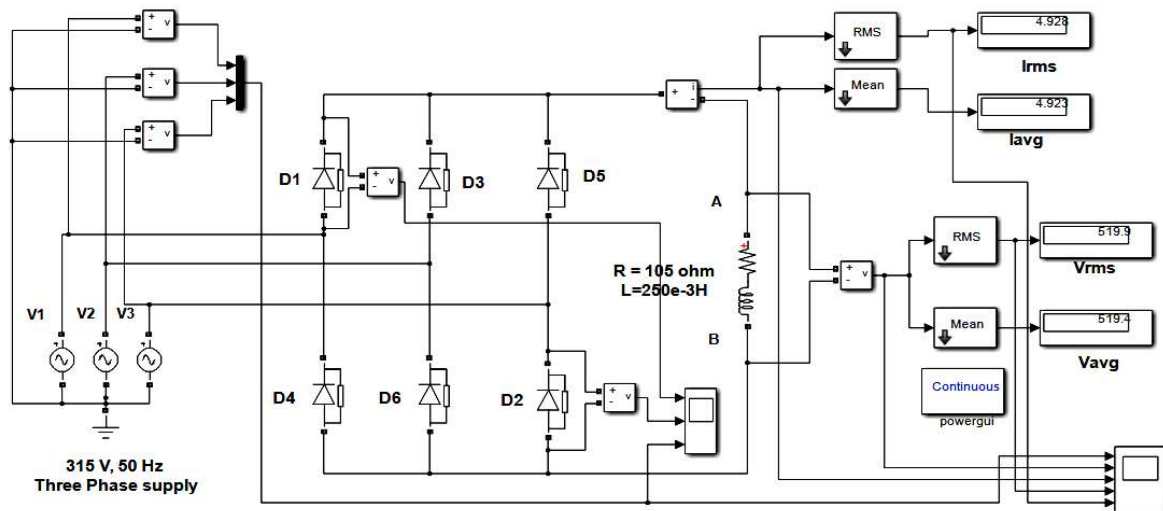 +
-
v
+
-
v
+
-
v
RMS
4.928
Irms
+
i
-
Mean
4.923
Iavg
D1
+
-
v
D3
D5
A
RMS
519.9
Vrms
R = 105 ohm
L=250e-3H
+
-
v
V1
V2
V3
B
Mean
519.4
Vavg
D4
D6
D2
+
-
v
Continuous
powergui
315 V, 50 Hz
Three Phase supply